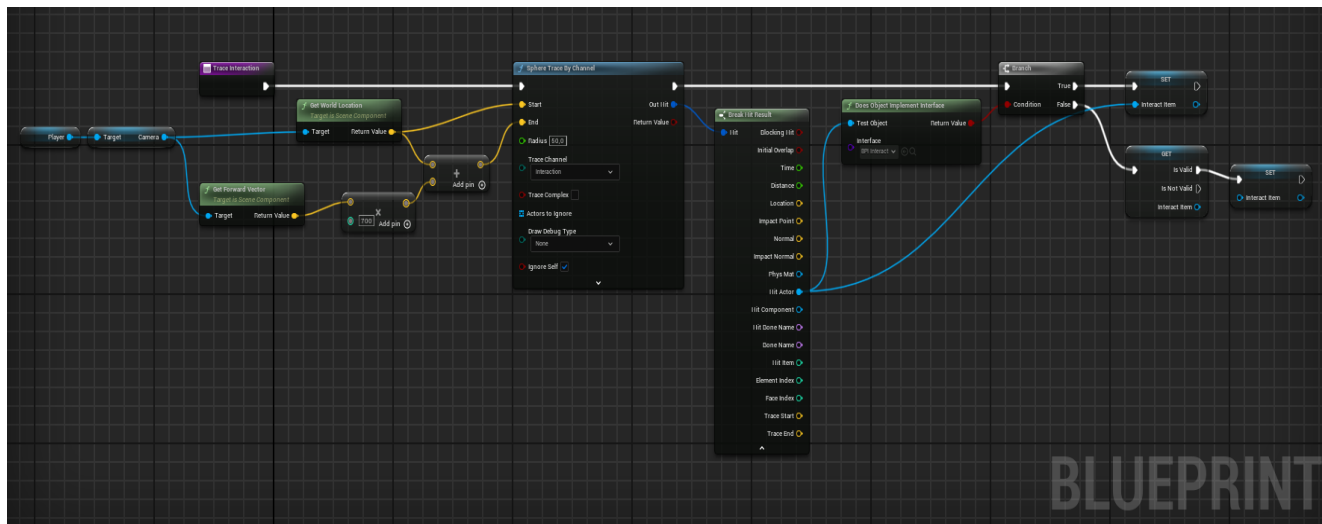 Trace Interaction
Player
Target
Camera
Get World Location
Target is Scene Component
Target
Return Value
Get Forward Vector
Target is Scene Component
Target
Return Value
700
x
Add pin
+
Add pin
Sphere Trace By Channel
Start
Out Hit
End
Return Value
Radius 50,0
Trace Channel
Interaction
Trace Complex
Actors to Ignore
Draw Debug Type
None
Ignore Self
Break Hit Result
Hit
Blocking Hit
Initial Overlap
Time
Distance
Location
Impact Point
Normal
Impact Normal
Phys Mat
Hit Actor
Hit Component
Hit Bone Name
Bone Name
Hit Item
Element Index
Face Index
Trace Start
Trace End
Does Object Implement Interface
Test Object
Return Value
Interface
BPI Interact
Branch
True
Condition
False
SET
Interact Item
GET
Is Valid
Is Not Valid
Interact Item
SET
Interact Item
BLUEPRINT